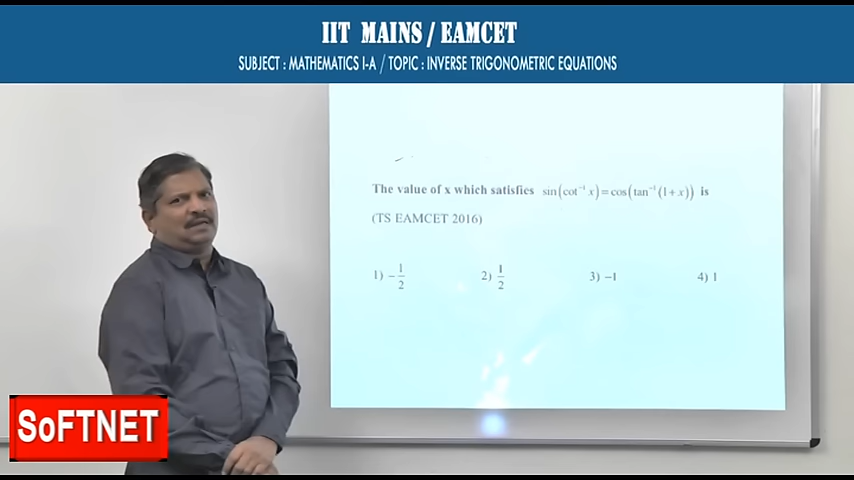 IIT MAINS / EAMCET
SUBJECT : MATHEMATICS I-A / TOPIC : INVERSE TRIGONOMETRIC EQUATIONS
The value of x which satisfies sin(cot⁻¹ x)=cos(tan⁻¹(1+x)) is
(TS EAMCET 2016)
1) −1/2 2) 1/2 3) −1 4) 1
SoFTNET